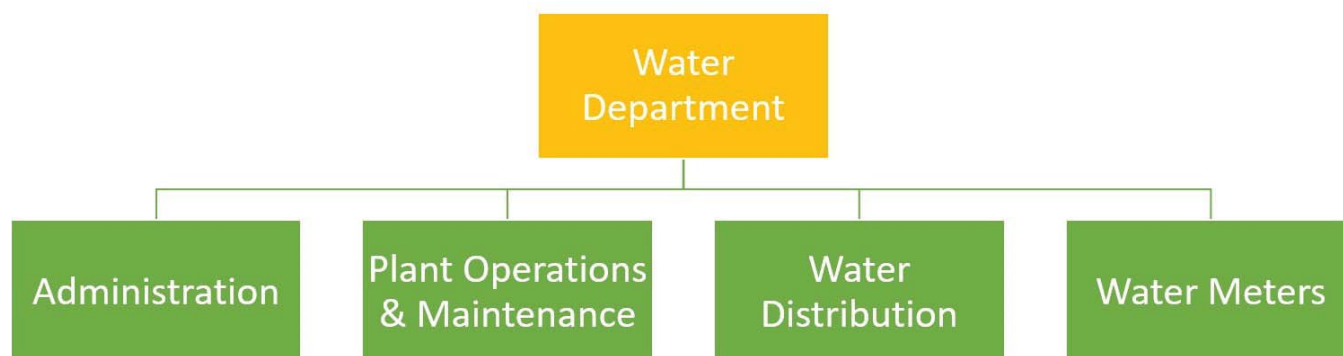 Water
Department
Administration
Plant Operations
& Maintenance
Water
Distribution
Water Meters